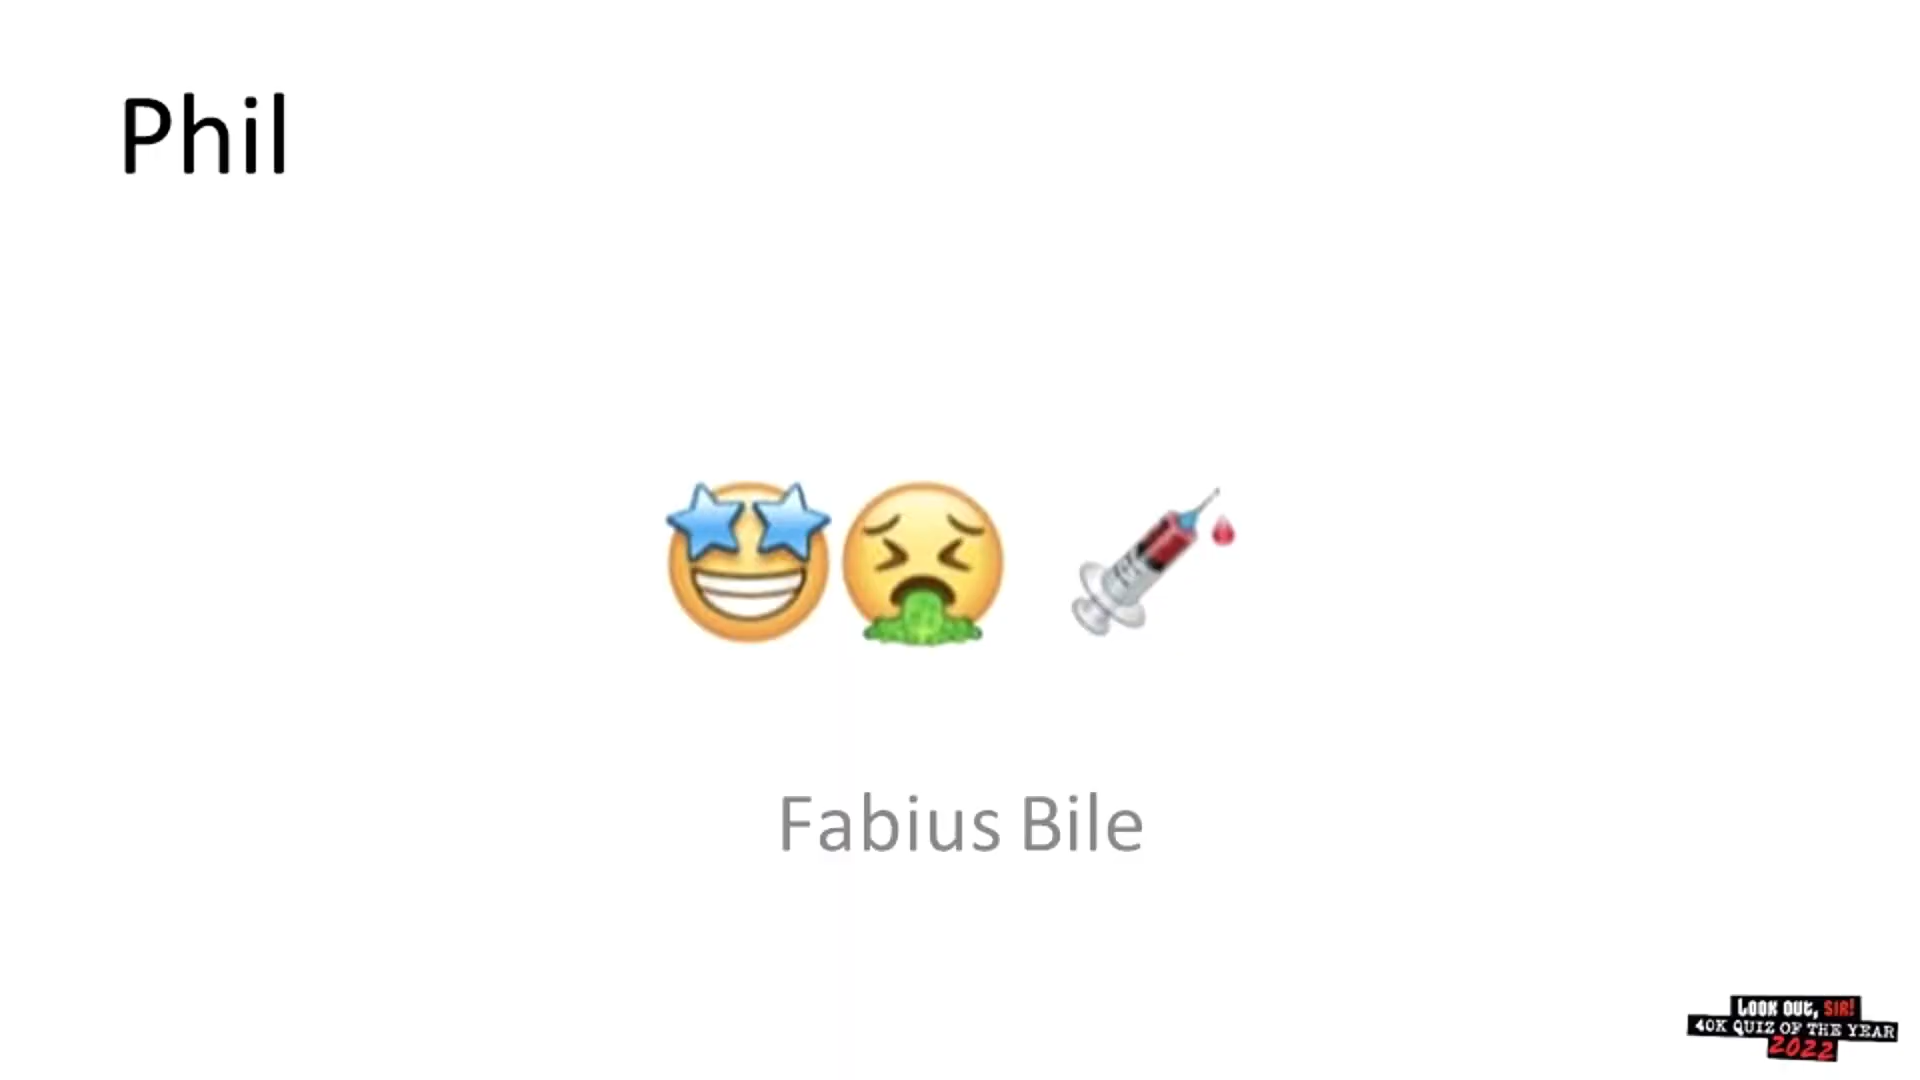 Phil
Fabius Bile
LOOK OUT, SIR!
40K QUIZ OF THE YEAR
2022